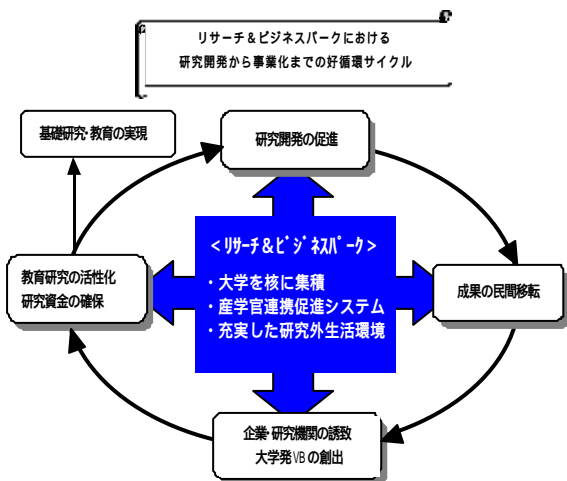 リサーチ&ビジネスパークにおける
研究開発から事業化までの好循環サイクル
基礎研究・教育の実現
研究開発の促進
<ﾘｻｰﾁ&ﾋﾞｼﾞﾈｽﾊﾟｰｸ>
・大学を核に集積
・産学官連携促進システム
・充実した研究外生活環境
教育研究の活性化
研究資金の確保
成果の民間移転
企業・研究機関の誘致
大学発VBの創出